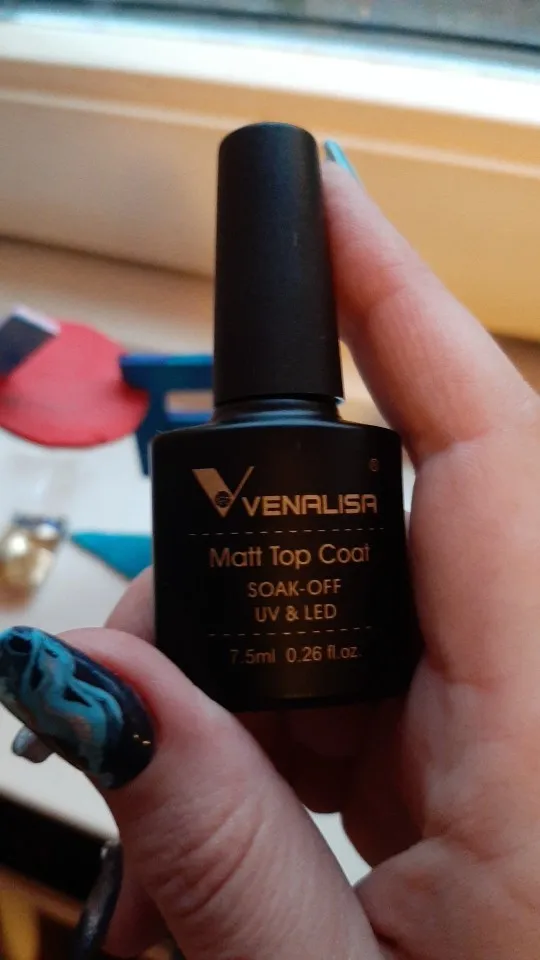 ®
VENALISA
Matt Top Coat
SOAK-OFF
UV & LED
7.5ml 0.26 fl.oz.